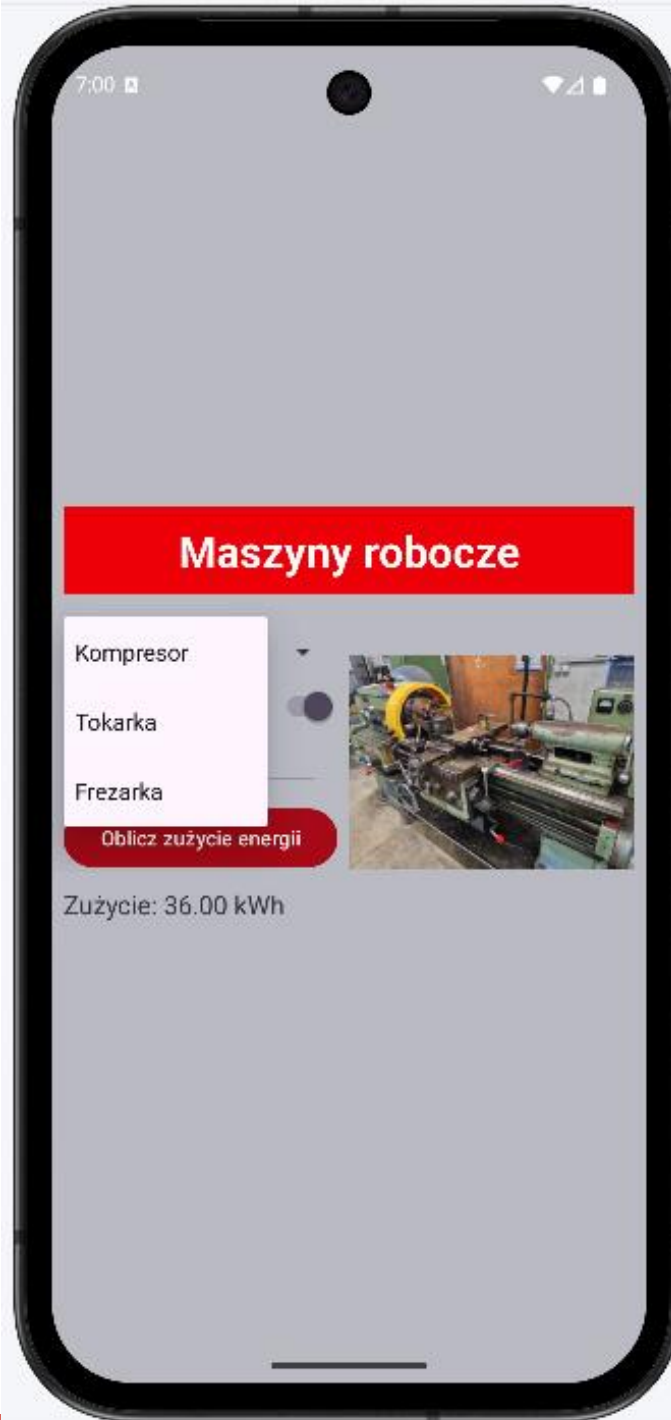 7:00 A
Maszyny robocze
Kompresor
Tokarka
Frezarka
Oblicz zużycie energii
Zużycie: 36.00 kWh